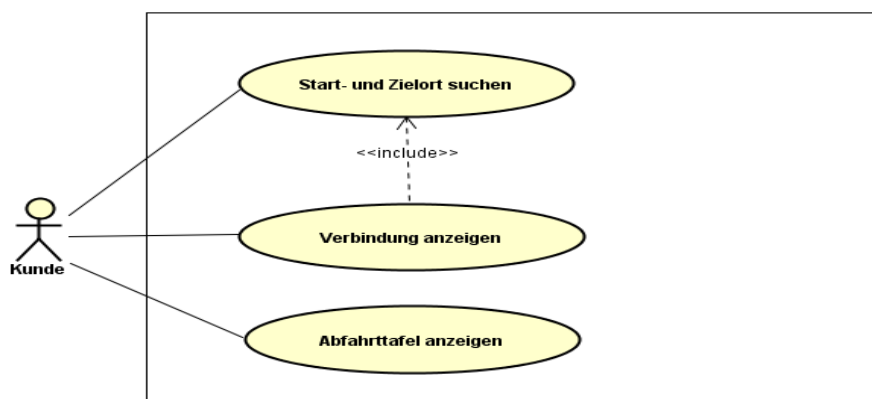 Start- und Zielort suchen
<<include>>
Verbindung anzeigen
Kunde
Abfahrttafel anzeigen